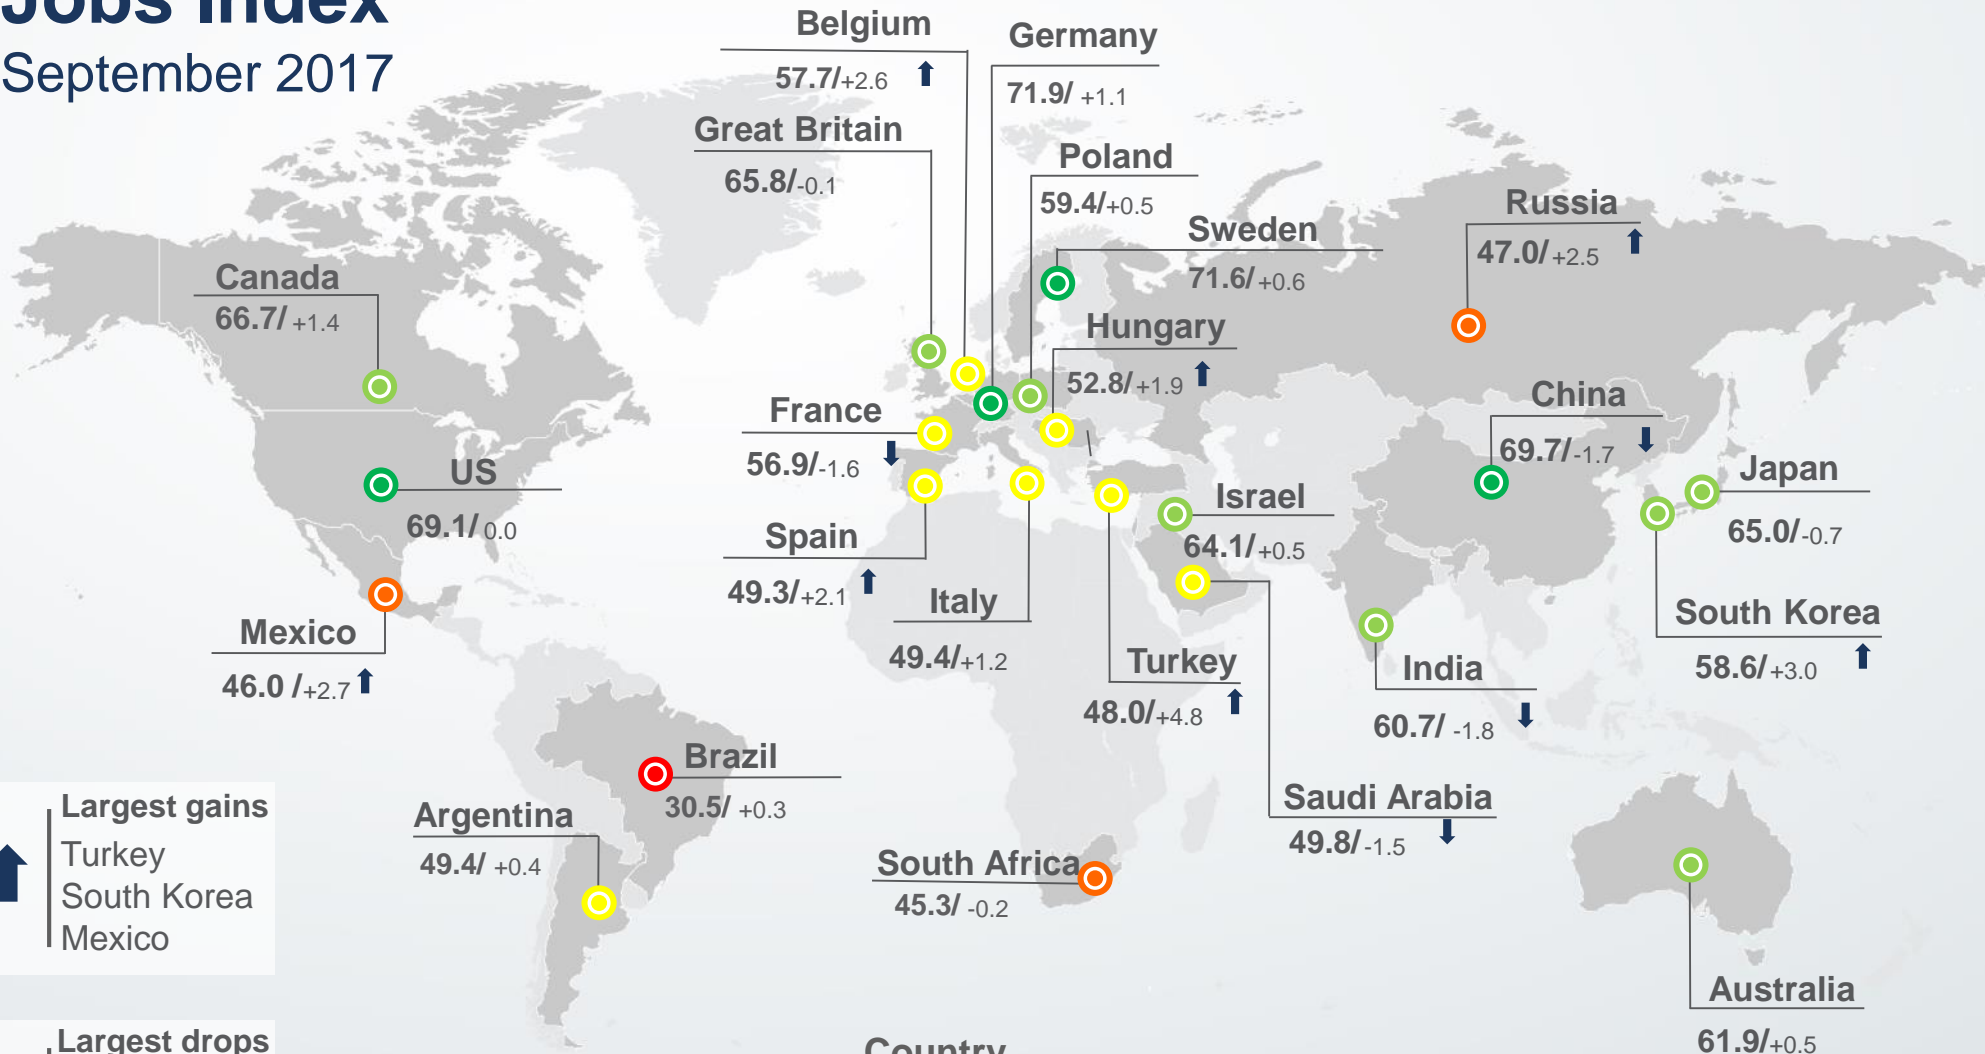 Jobs Index
September 2017
Belgium
57.7/+2.6
Germany
71.9/ +1.1
Great Britain
65.8/-0.1
Poland
59.4/+0.5
Sweden
71.6/+0.6
Russia
47.0/+2.5
Canada
66.7/ +1.4
Hungary
52.8/+1.9
France
56.9/-1.6
China
69.7/-1.7
US
69.1/ 0.0
Japan
65.0/-0.7
Israel
64.1/+0.5
Spain
49.3/+2.1
Italy
49.4/+1.2
Mexico
46.0 /+2.7
Turkey
48.0/+4.8
India
60.7/ -1.8
South Korea
58.6/+3.0
Brazil
30.5/ +0.3
Argentina
49.4/ +0.4
Saudi Arabia
49.8/-1.5
South Africa
45.3/ -0.2
Australia
61.9/+0.5
Largest gains
Turkey
South Korea
Mexico
Largest drops
Country